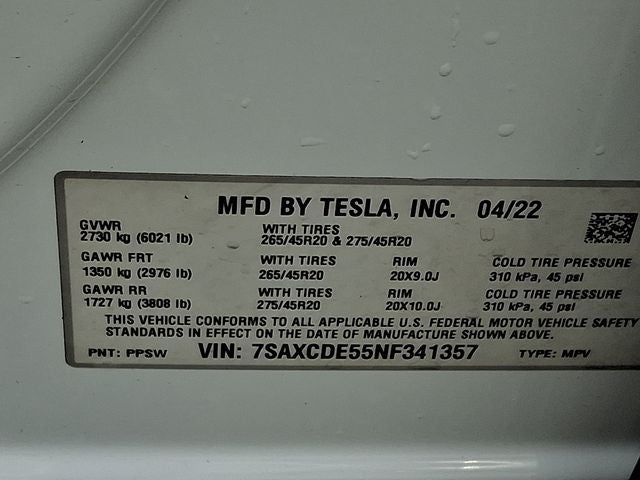 MFD BY TESLA, INC. 04/22
GVWR WITH TIRES
2730 kg (6021 lb) 265/45R20 & 275/45R20
GAWR FRT WITH TIRES RIM COLD TIRE PRESSURE
1350 kg (2976 lb) 265/45R20 20X9.0J 310 kPa, 45 psi
GAWR RR WITH TIRES RIM COLD TIRE PRESSURE
1727 kg (3808 lb) 275/45R20 20X10.0J 310 kPa, 45 psi
THIS VEHICLE CONFORMS TO ALL APPLICABLE U.S. FEDERAL MOTOR VEHICLE SAFETY
STANDARDS IN EFFECT ON THE DATE OF MANUFACTURE SHOWN ABOVE.
PNT: PPSW VIN: 7SAXCDE55NF341357 TYPE: MPV